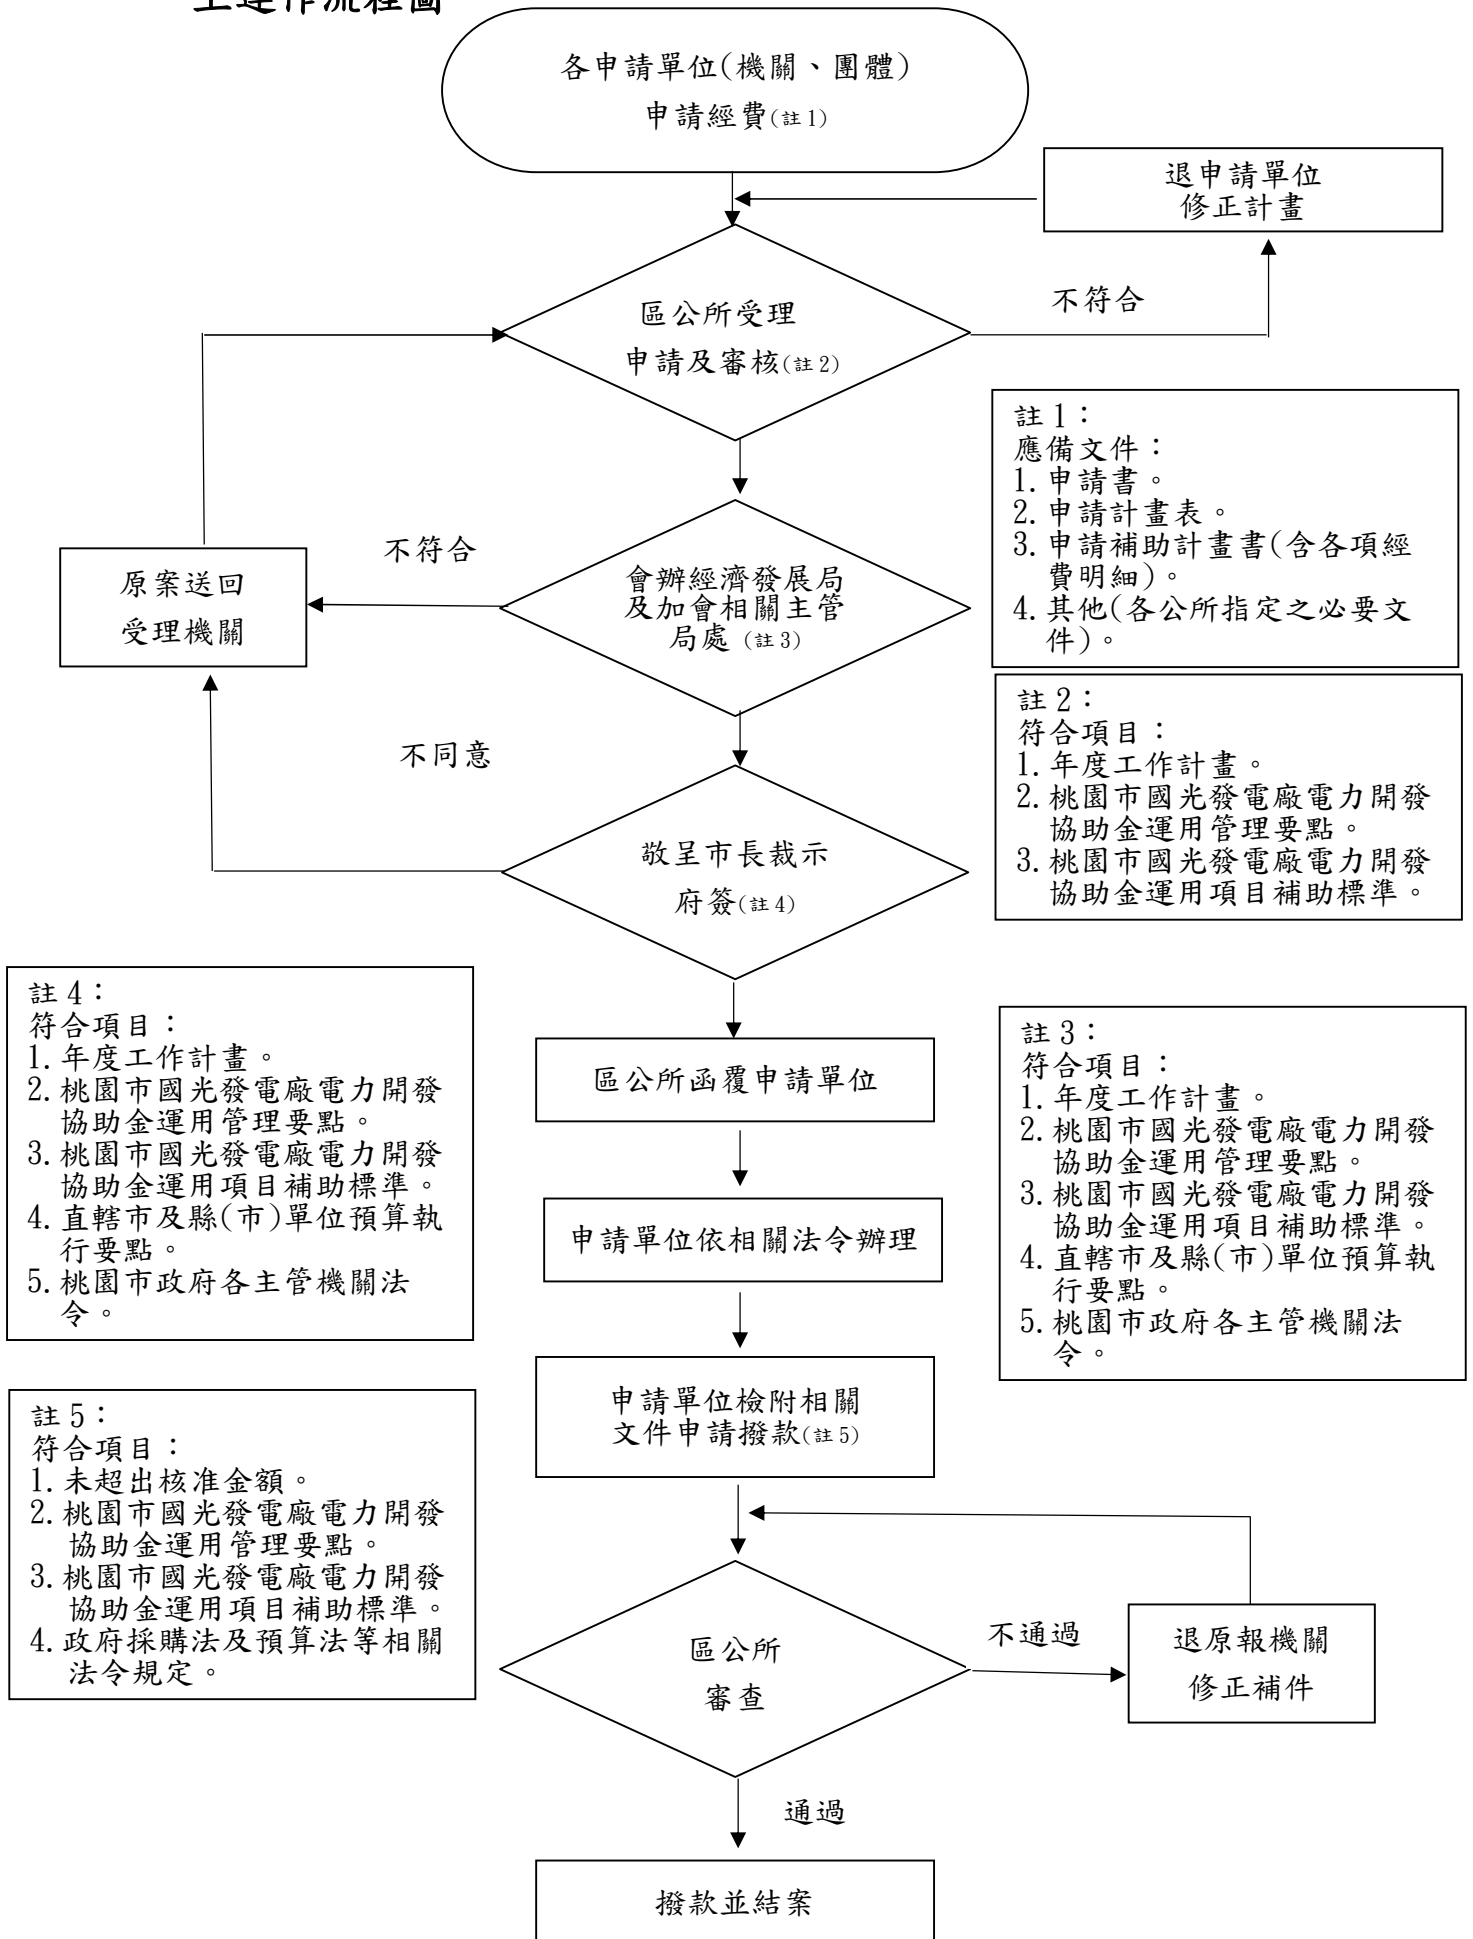 各申請單位(機關、團體)
申請經費(註1)
退申請單位
修正計畫
區公所受理
申請及審核(註2)
不符合
註1：
應備文件：
1.申請書。
2.申請計畫表。
3.申請補助計畫書(含各項經
費明細)。
4.其他(各公所指定之必要文
件)。
不符合
原案送回
受理機關
會辦經濟發展局
及加會相關主管
局處(註3)
註2：
符合項目：
1.年度工作計畫。
2.桃園市國光發電廠電力開發
協助金運用管理要點。
3.桃園市國光發電廠電力開發
協助金運用項目補助標準。
不同意
敬呈市長裁示
府簽(註4)
註4：
符合項目：
1.年度工作計畫。
2.桃園市國光發電廠電力開發
協助金運用管理要點。
3.桃園市國光發電廠電力開發
協助金運用項目補助標準。
4.直轄市及縣(市)單位預算執
行要點。
5.桃園市政府各主管機關法
令。
區公所函覆申請單位
註3：
符合項目：
1.年度工作計畫。
2.桃園市國光發電廠電力開發
協助金運用管理要點。
3.桃園市國光發電廠電力開發
協助金運用項目補助標準。
4.直轄市及縣(市)單位預算執
行要點。
5.桃園市政府各主管機關法
令。
申請單位依相關法令辦理
申請單位檢附相關
文件申請撥款(註5)
註5：
符合項目：
1.未超出核准金額。
2.桃園市國光發電廠電力開發
協助金運用管理要點。
3.桃園市國光發電廠電力開發
協助金運用項目補助標準。
4.政府採購法及預算法等相關
法令規定。
區公所
審查
不通過
退原報機關
修正補件
通過
撥款並結案